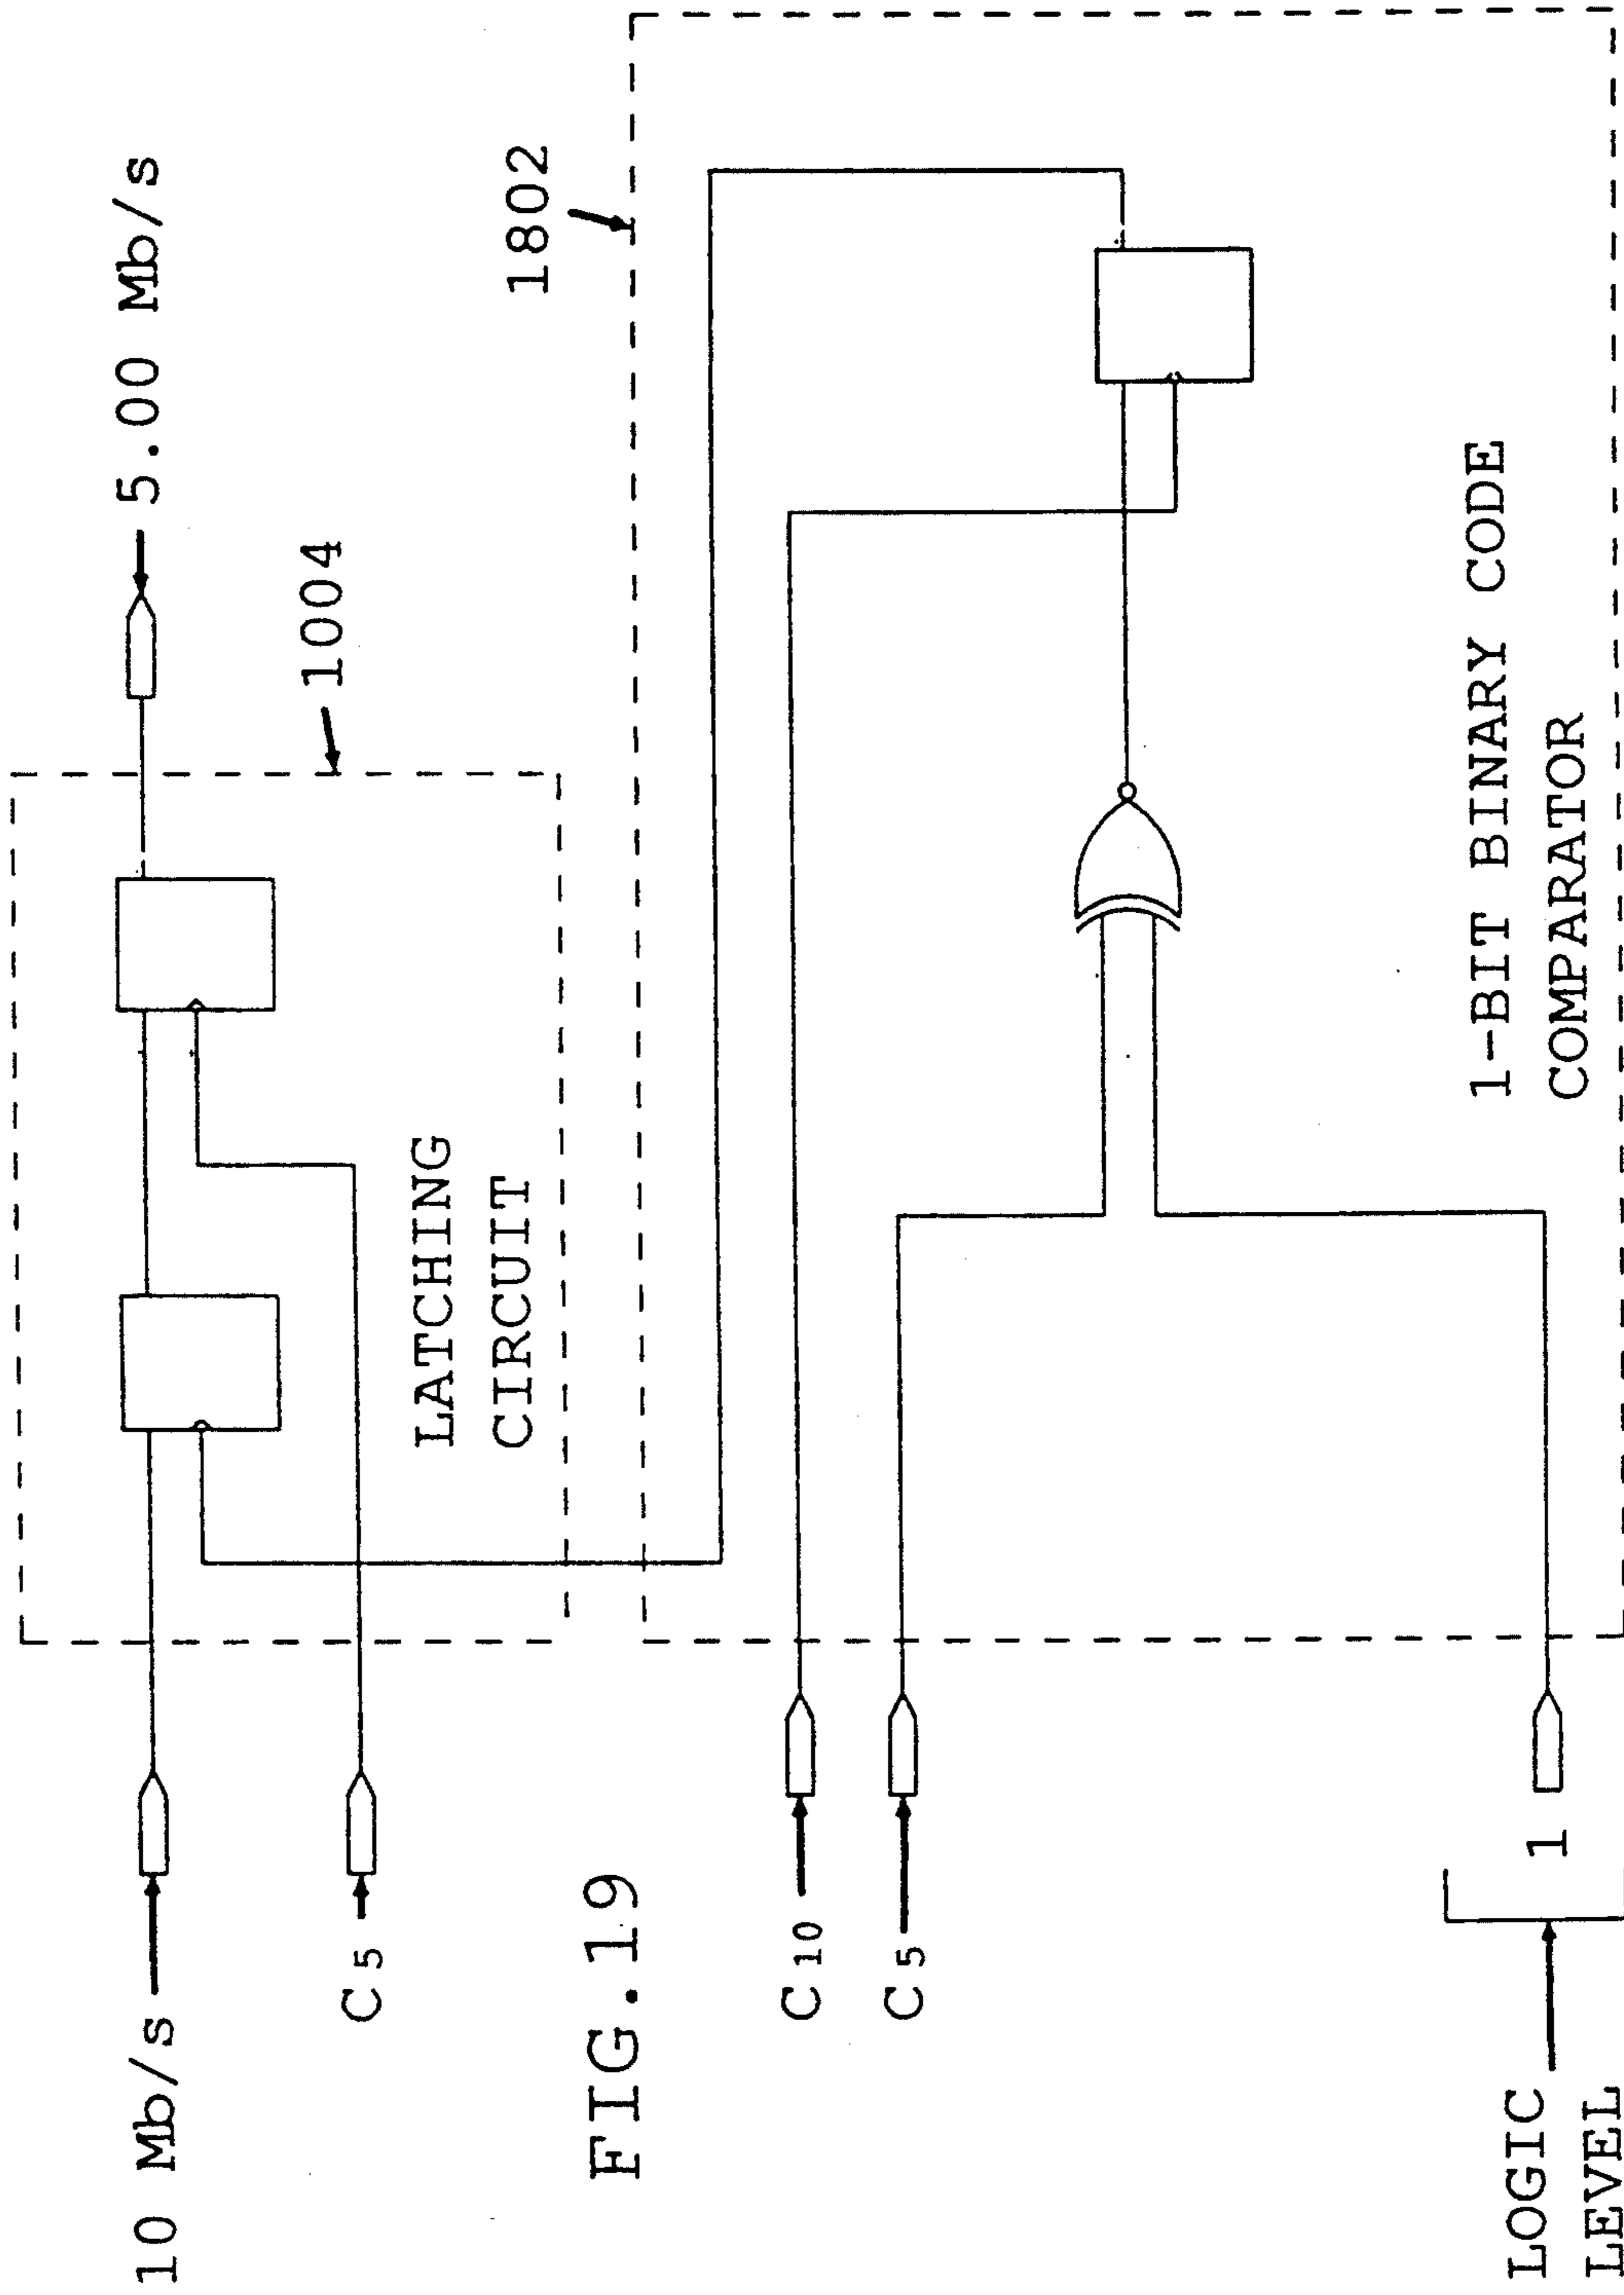 10 Mb/s
5.00 Mb/s
C5
1004
LATCHING
CIRCUIT
FIG.19
1802
C10
C5
1-BIT BINARY CODE
COMPARATOR
LOGIC
LEVEL
1